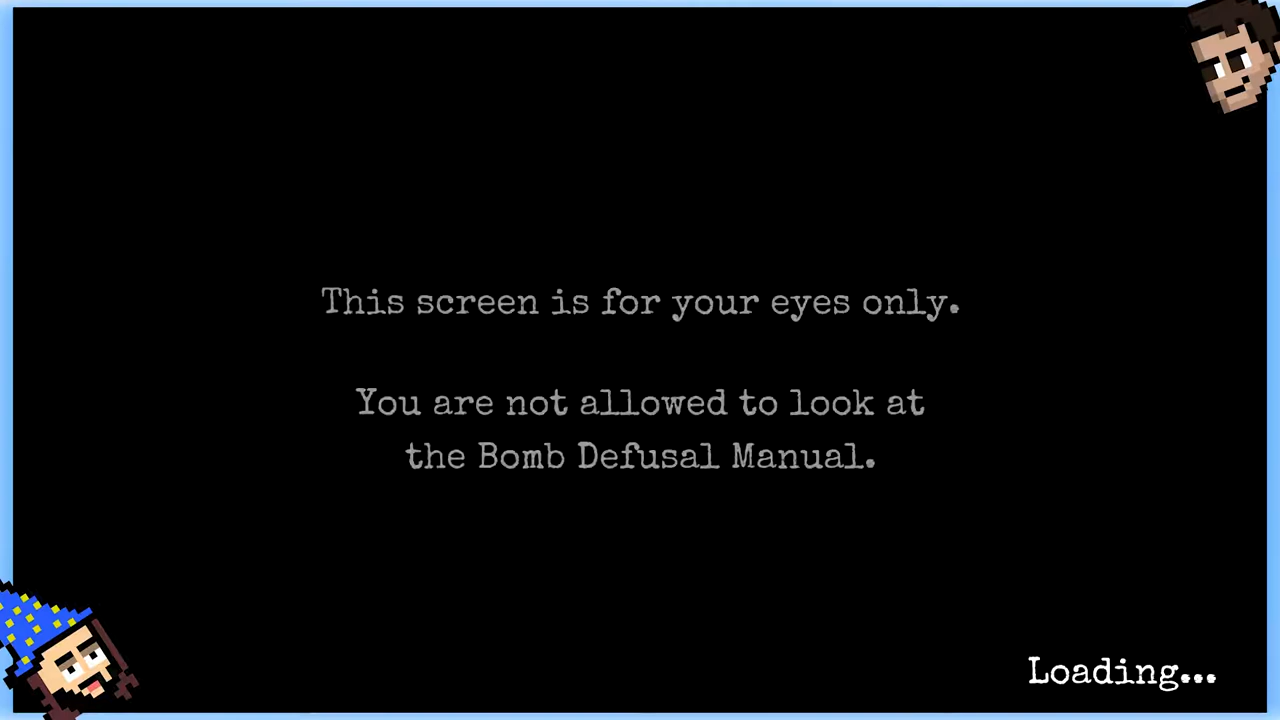 This screen is for your eyes only.
You are not allowed to look at
the Bomb Defusal Manual.
Loading...